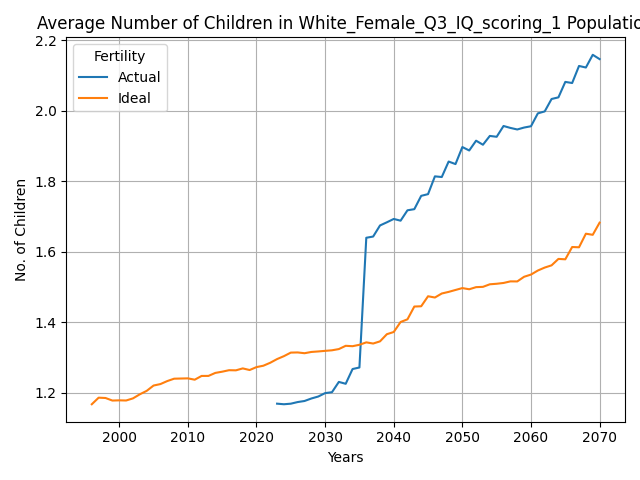 Average Number of Children in White_Female_Q3_IQ_scoring_1 Populatio
Fertility
Actual
Ideal
No. of Children
2.2
2.0
1.8
1.6
1.4
1.2
2000 2010 2020 2030 2040 2050 2060 2070
Years